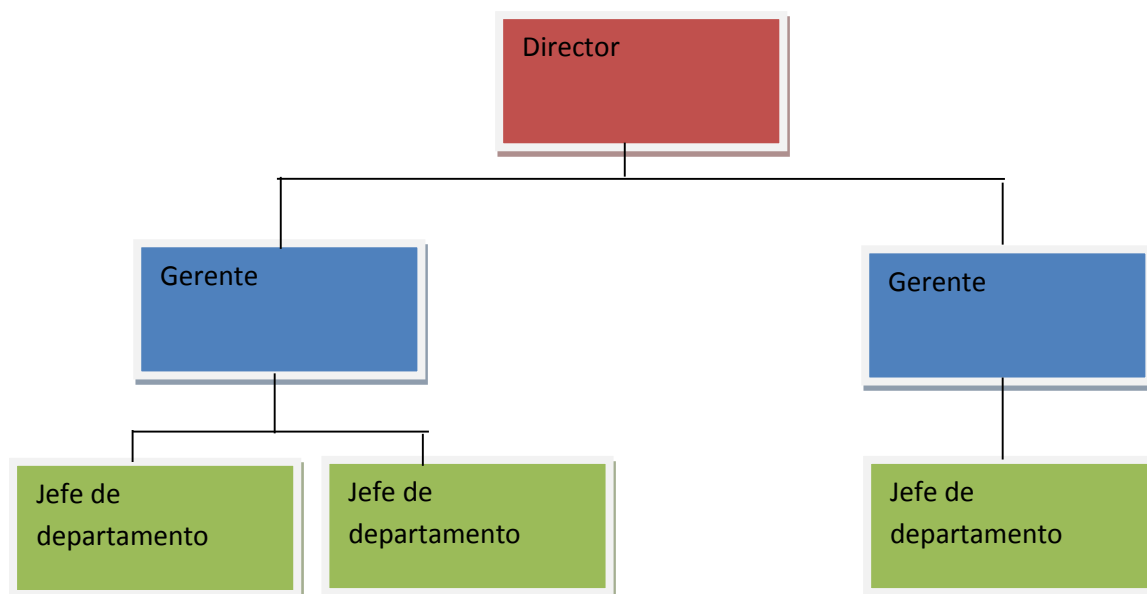 Director
Gerente
Gerente
Jefe de
departamento
Jefe de
departamento
Jefe de
departamento